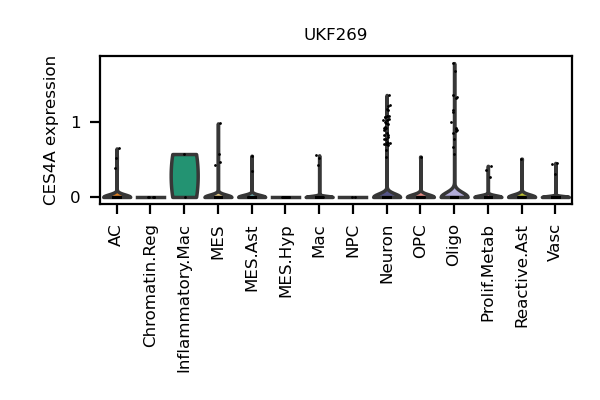 UKF269
CES4A expression
1
0
AC
Chromatin.Reg
Inflammatory.Mac
MES
MES.Ast
MES.Hyp
Mac
NPC
Neuron
OPC
Oligo
Prolif.Metab
Reactive.Ast
Vasc